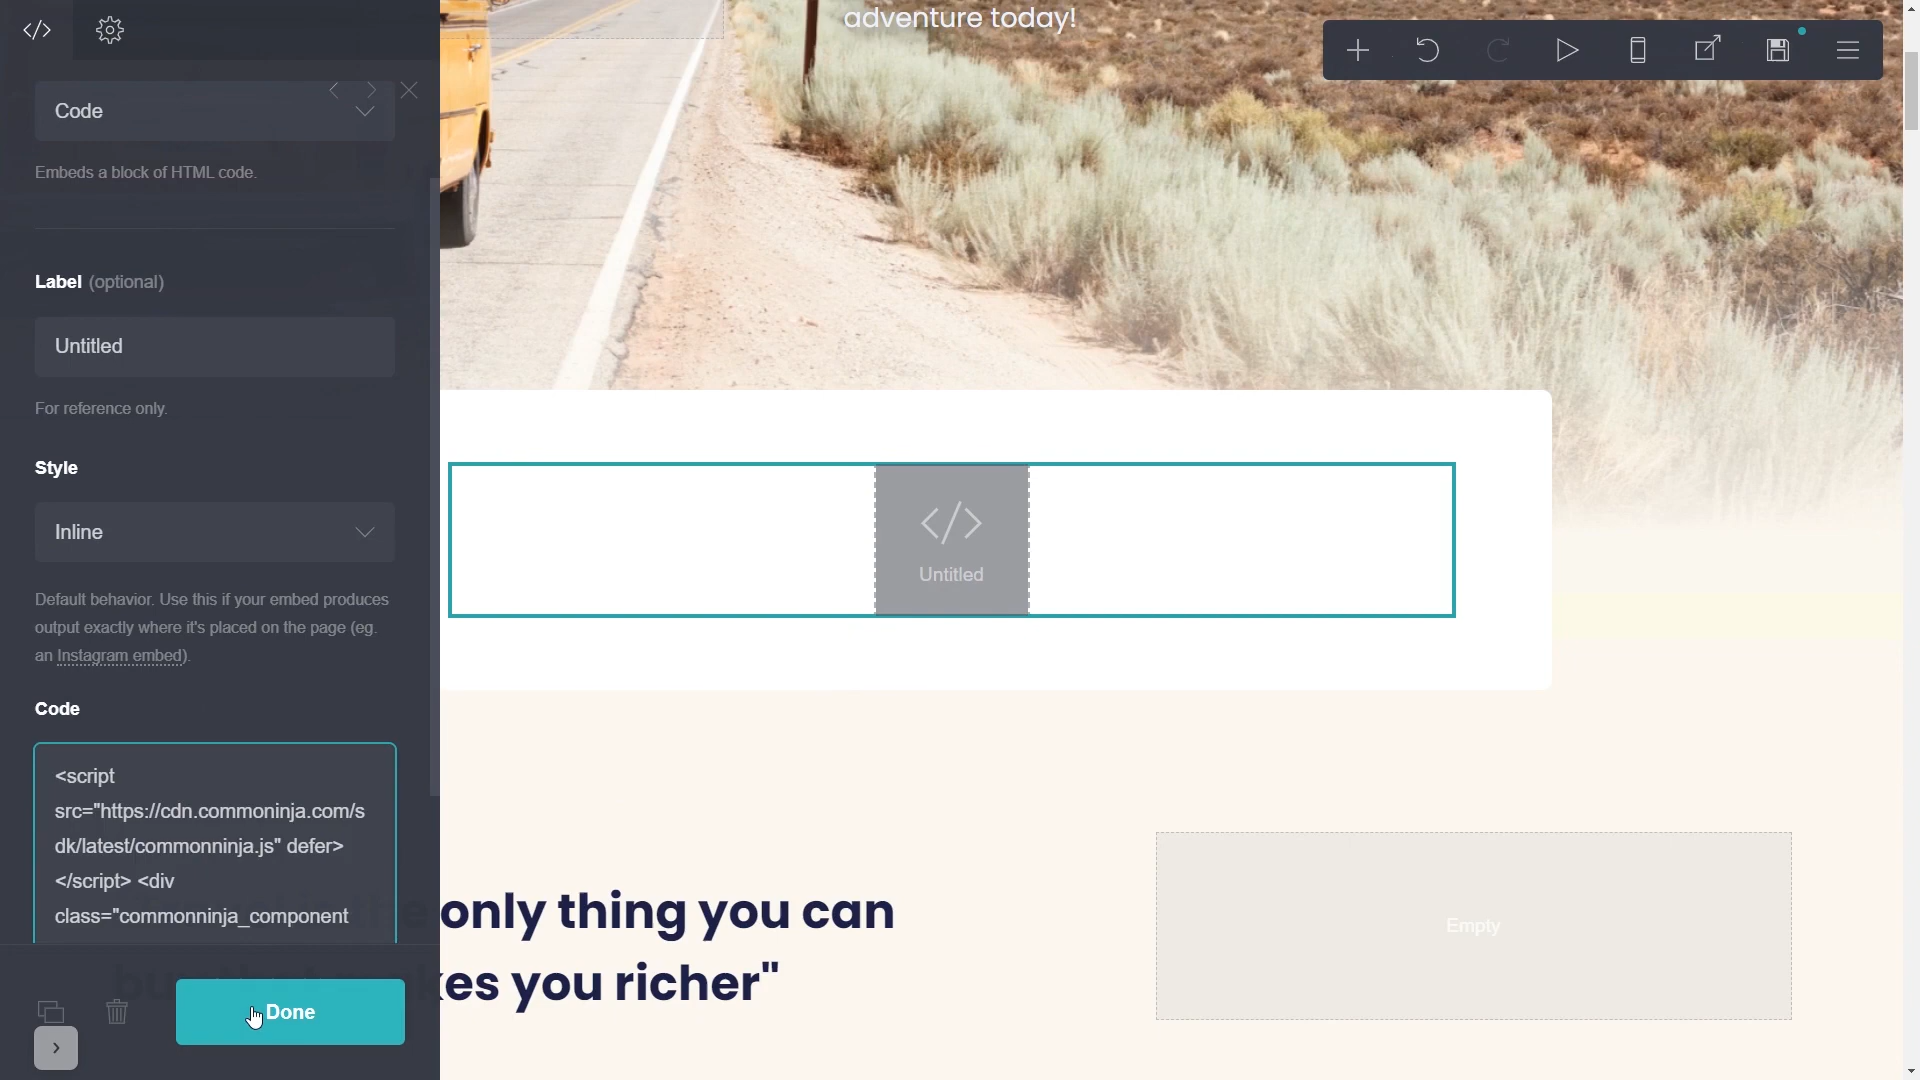 adventure today!
Code
Embeds a block of HTML code.
Label (optional)
Untitled
For reference only.
Style
Inline
Default behavior. Use this if your embed produces
output exactly where it's placed on the page (eg.
an Instagram embed).
Code
<script
src="https://cdn.commoninja.com/s
dk/latest/commonninja.js" defer>
</script> <div
class="commonninja_component
Done
</>
Untitled
only thing you can
kes you richer"
Empty